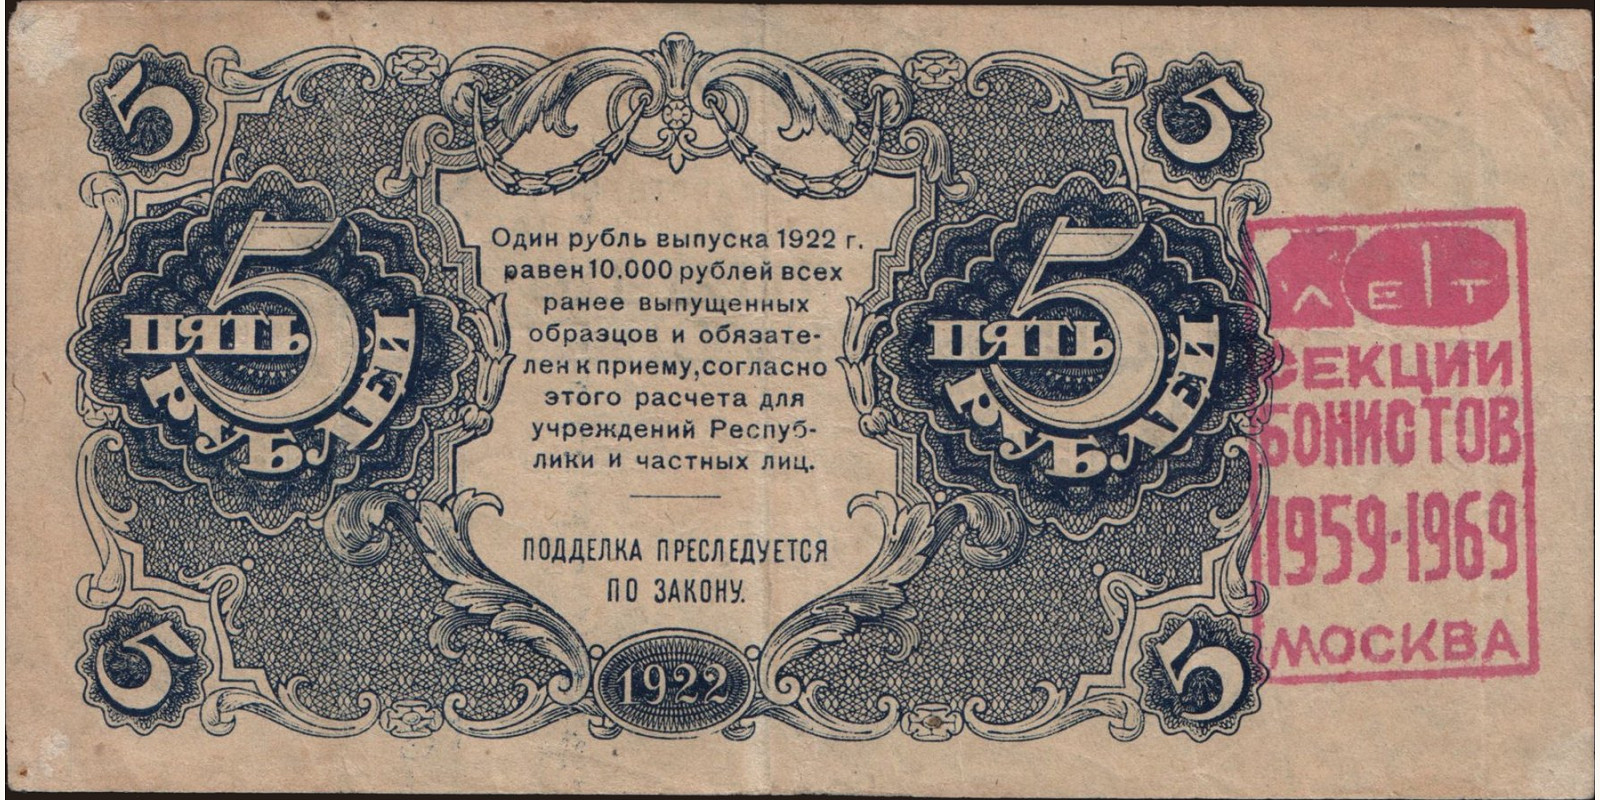 5
5
Один рубль выпуска 1922 г.
равен 10.000 рублей всех
ранее выпущенных
образцов и обязате-
лен к приему, согласно
этого расчета для
учреждений Респуб-
лики и частных лиц.
ПОДДЕЛКА ПРЕСЛЕДУЕТСЯ
ПО ЗАКОНУ.
5
ПЯТЬ
РУБЛЕЙ
5
ПЯТЬ
РУБЛЕЙ
10
ЛЕТ
СЕКЦИИ
БОНИСТОВ
1959-1969
МОСКВА
5
1922
5